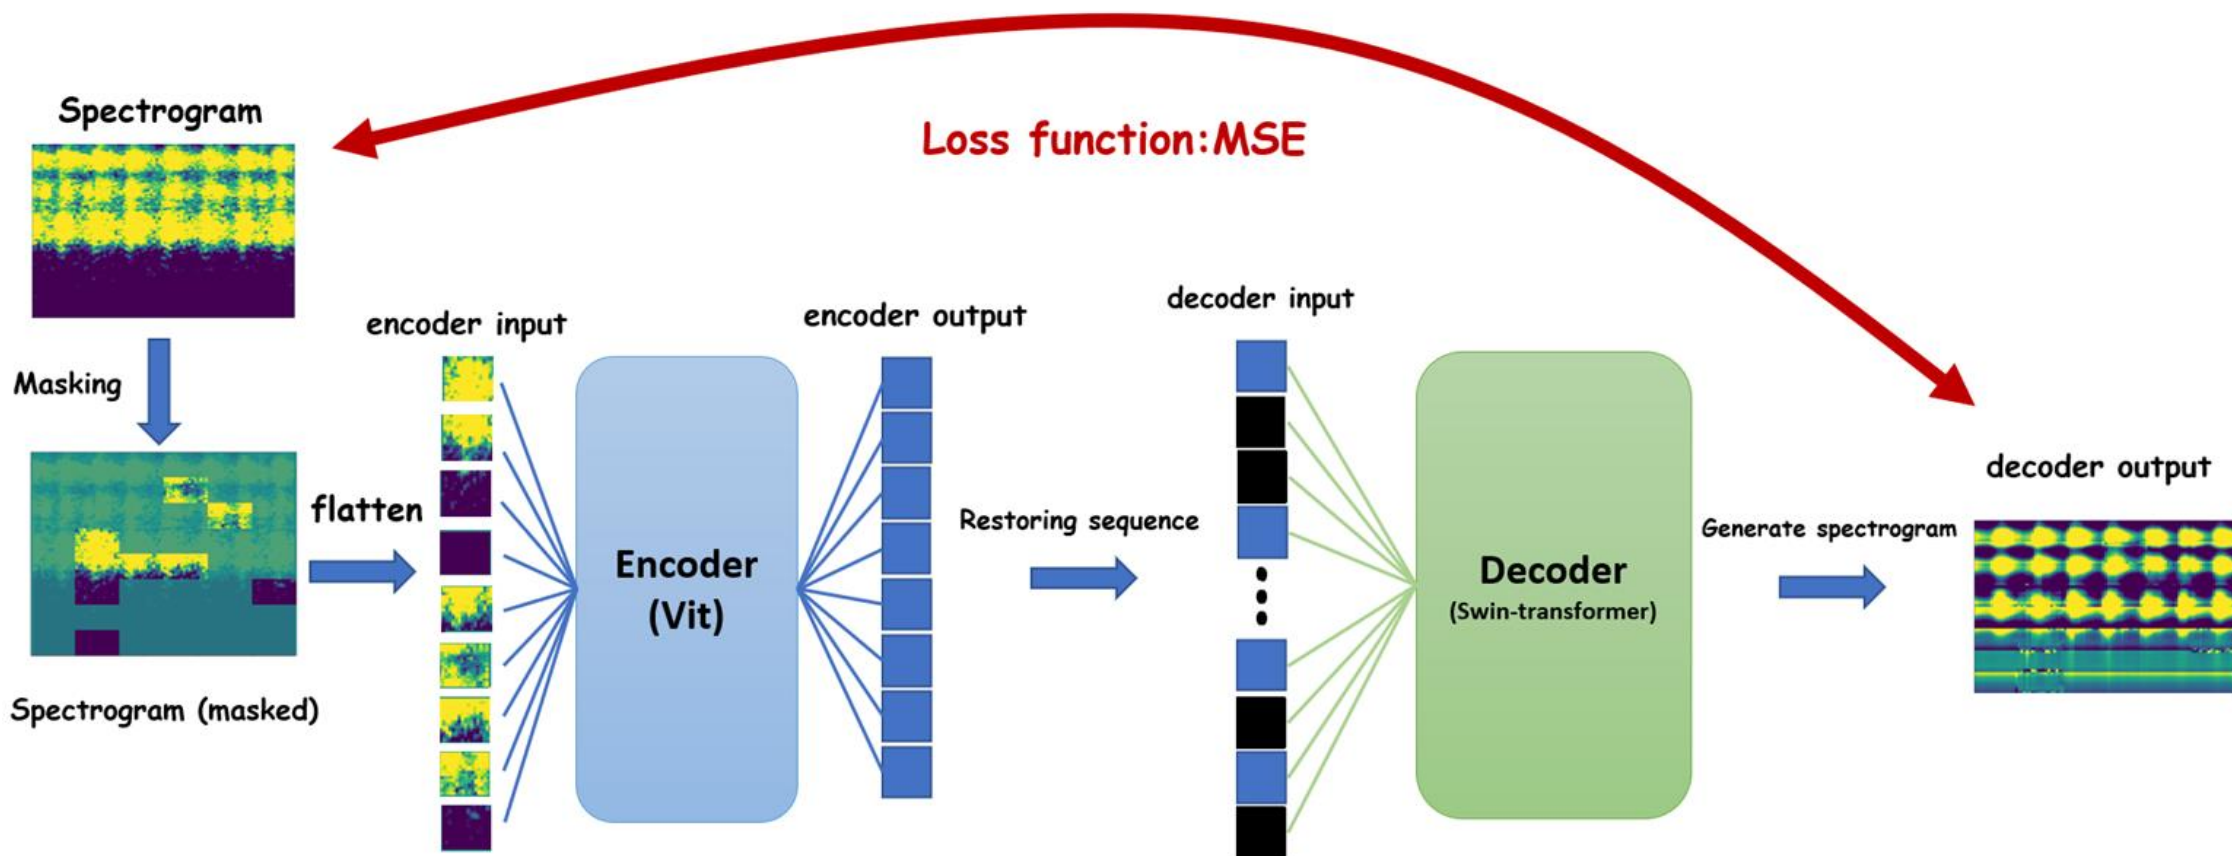 Spectrogram
Loss function:MSE
Masking
Spectrogram (masked)
flatten
encoder input
Encoder
(Vit)
encoder output
Restoring sequence
decoder input
Decoder
(Swin-transformer)
Generate spectrogram
decoder output